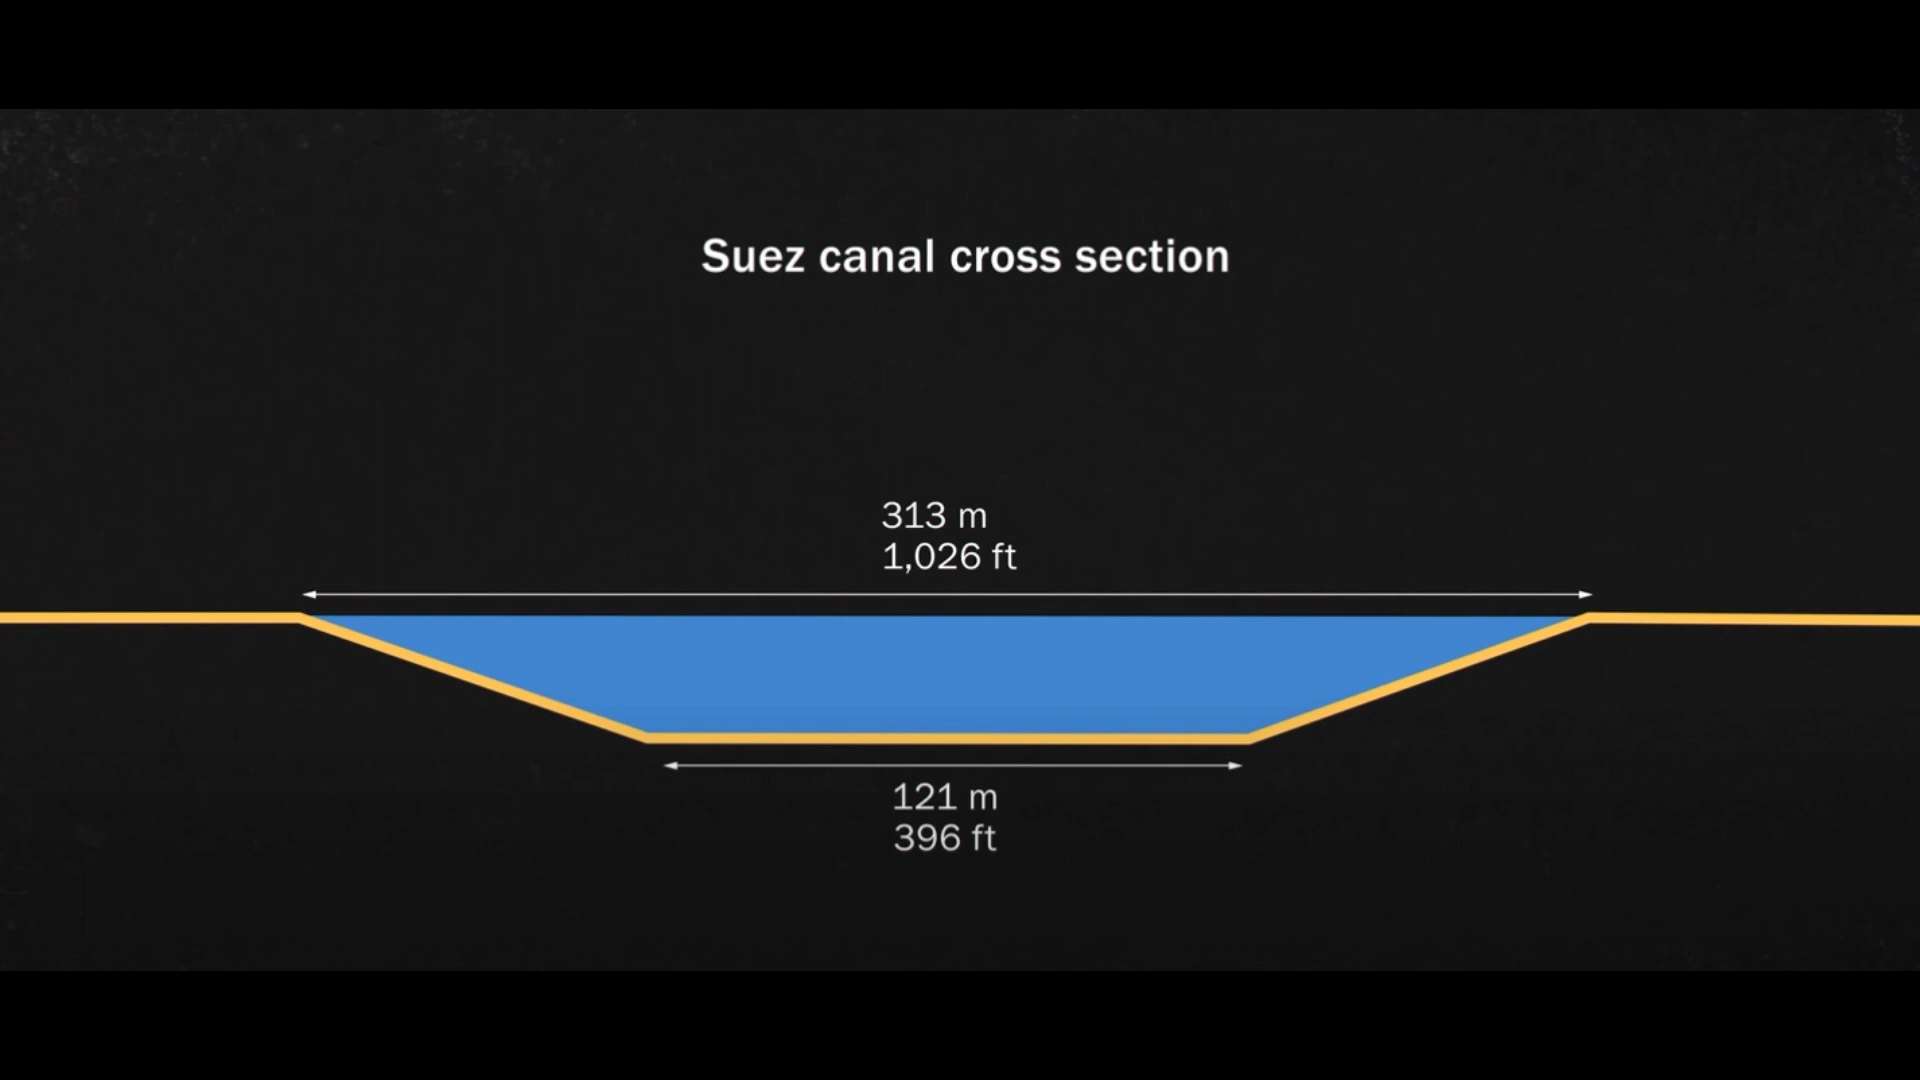 Suez canal cross section
313 m
1,026 ft
121 m
396 ft